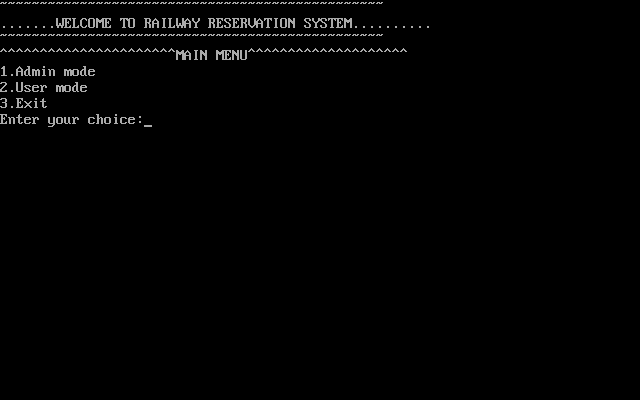 ~~~~~~~~~~~~~~~~~~~~~~~~~~~~~~~~~~~~~~~~~~~~~~~~
.......WELCOME TO RAILWAY RESERVATION SYSTEM..........
~~~~~~~~~~~~~~~~~~~~~~~~~~~~~~~~~~~~~~~~~~~~~~~~
^^^^^^^^^^^^^^^^^^^^^^MAIN MENU^^^^^^^^^^^^^^^^^^^^
1.Admin mode
2.User mode
3.Exit
Enter your choice:_